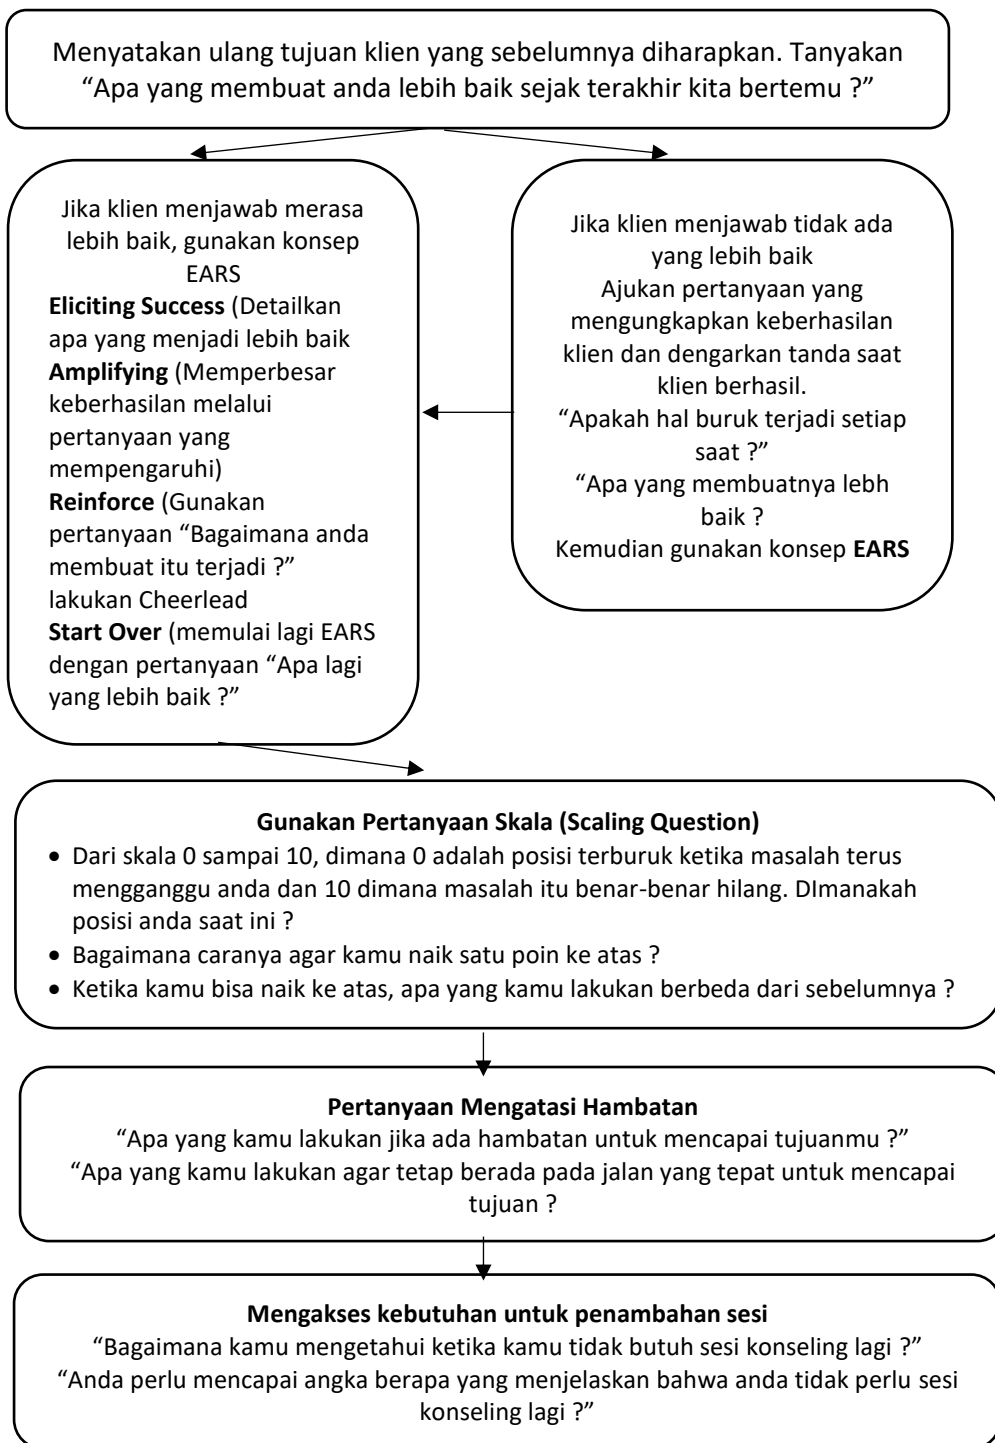 Menyatakan ulang tujuan klien yang sebelumnya diharapkan. Tanyakan
“Apa yang membuat anda lebih baik sejak terakhir kita bertemu ?”
Jika klien menjawab merasa
lebih baik, gunakan konsep
EARS
Eliciting Success (Detailkan
apa yang menjadi lebih baik
Amplifying (Memperbesar
keberhasilan melalui
pertanyaan yang
mempengaruhi)
Reinforce (Gunakan
pertanyaan “Bagaimana anda
membuat itu terjadi ?”
lakukan Cheerlead
Start Over (memulai lagi EARS
dengan pertanyaan “Apa lagi
yang lebih baik ?”
Jika klien menjawab tidak ada
yang lebih baik
Ajukan pertanyaan yang
mengungkapkan keberhasilan
klien dan dengarkan tanda saat
klien berhasil.
“Apakah hal buruk terjadi setiap
saat ?”
“Apa yang membuatnya lebh
baik ?
Kemudian gunakan konsep EARS
Gunakan Pertanyaan Skala (Scaling Question)
• Dari skala 0 sampai 10, dimana 0 adalah posisi terburuk ketika masalah terus
mengganggu anda dan 10 dimana masalah itu benar-benar hilang. DImanakah
posisi anda saat ini ?
• Bagaimana caranya agar kamu naik satu poin ke atas ?
• Ketika kamu bisa naik ke atas, apa yang kamu lakukan berbeda dari sebelumnya ?
Pertanyaan Mengatasi Hambatan
“Apa yang kamu lakukan jika ada hambatan untuk mencapai tujuanmu ?”
“Apa yang kamu lakukan agar tetap berada pada jalan yang tepat untuk mencapai
tujuan ?
Mengakses kebutuhan untuk penambahan sesi
“Bagaimana kamu mengetahui ketika kamu tidak butuh sesi konseling lagi ?”
“Anda perlu mencapai angka berapa yang menjelaskan bahwa anda tidak perlu sesi
konseling lagi ?”